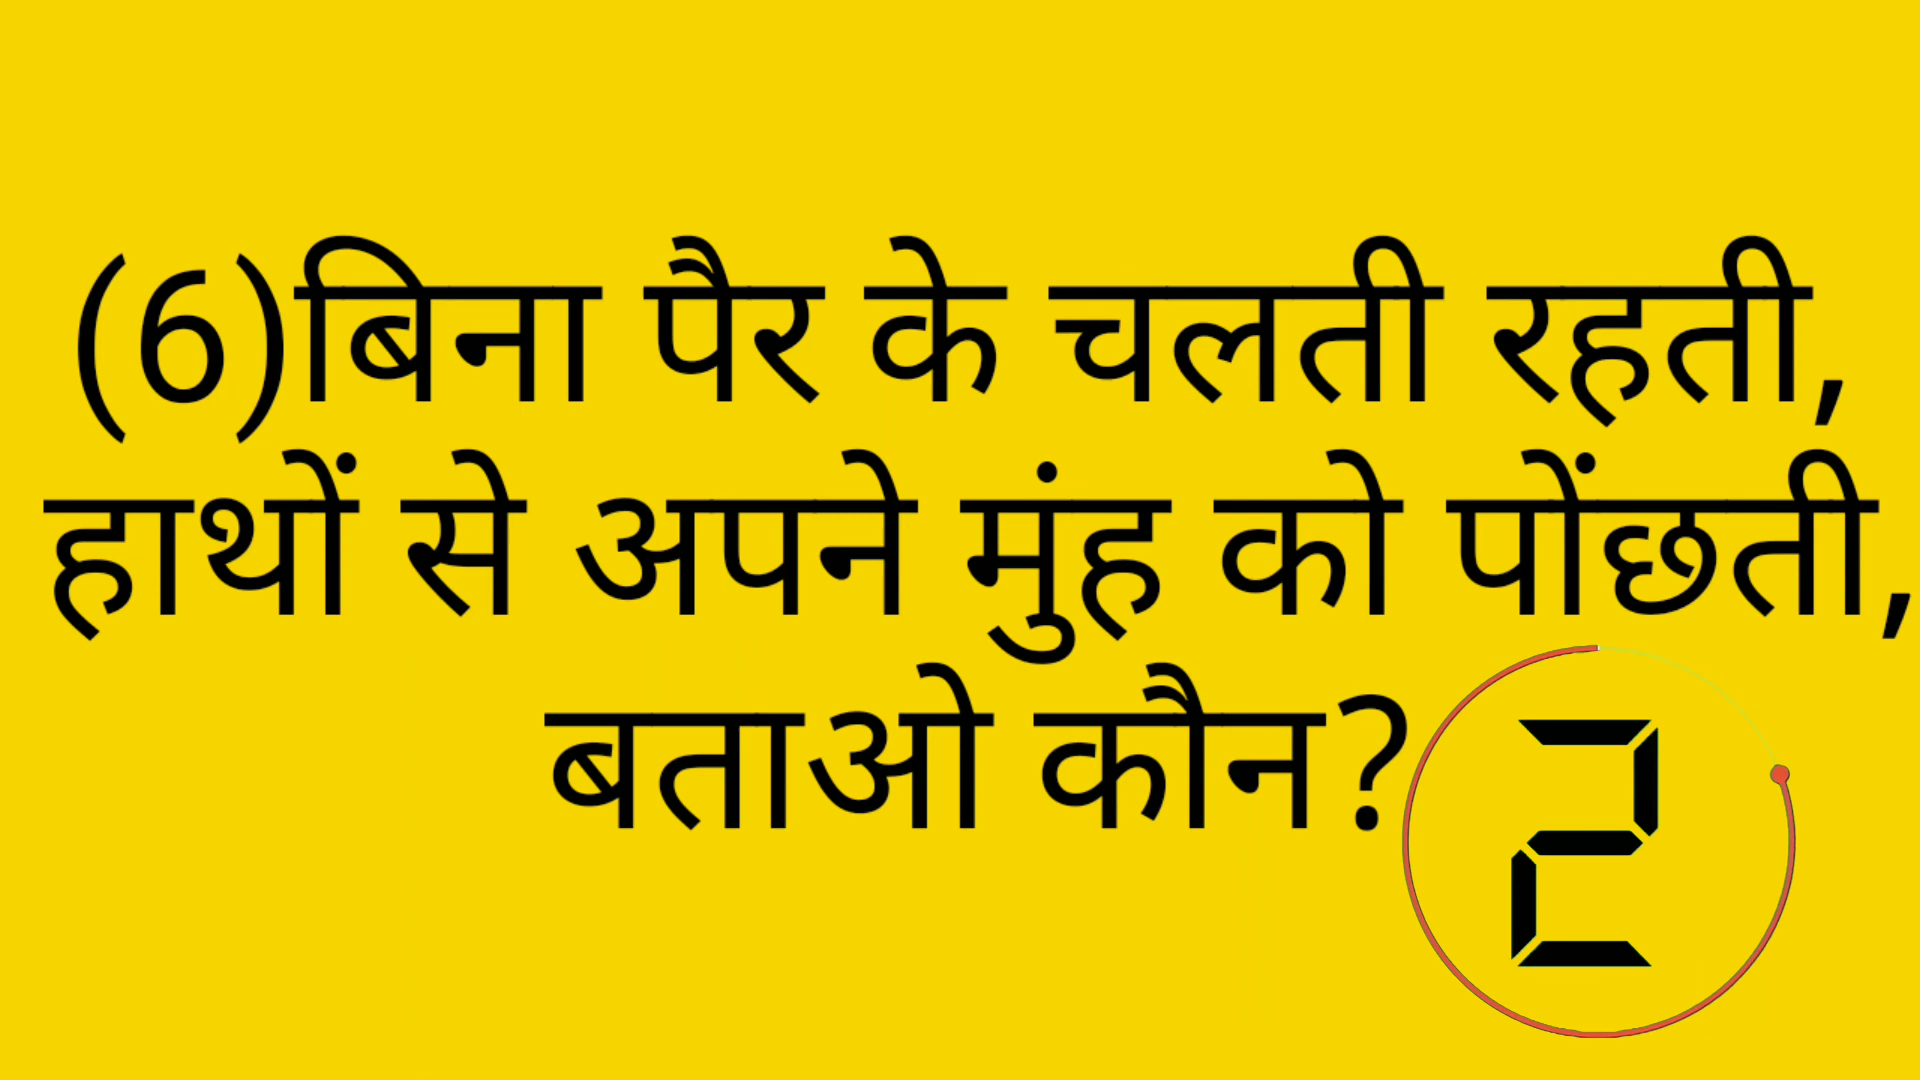 (6)बिना पैर के चलती रहती,
हाथों से अपने मुंह को पोंछती,
बताओ कौन?
2